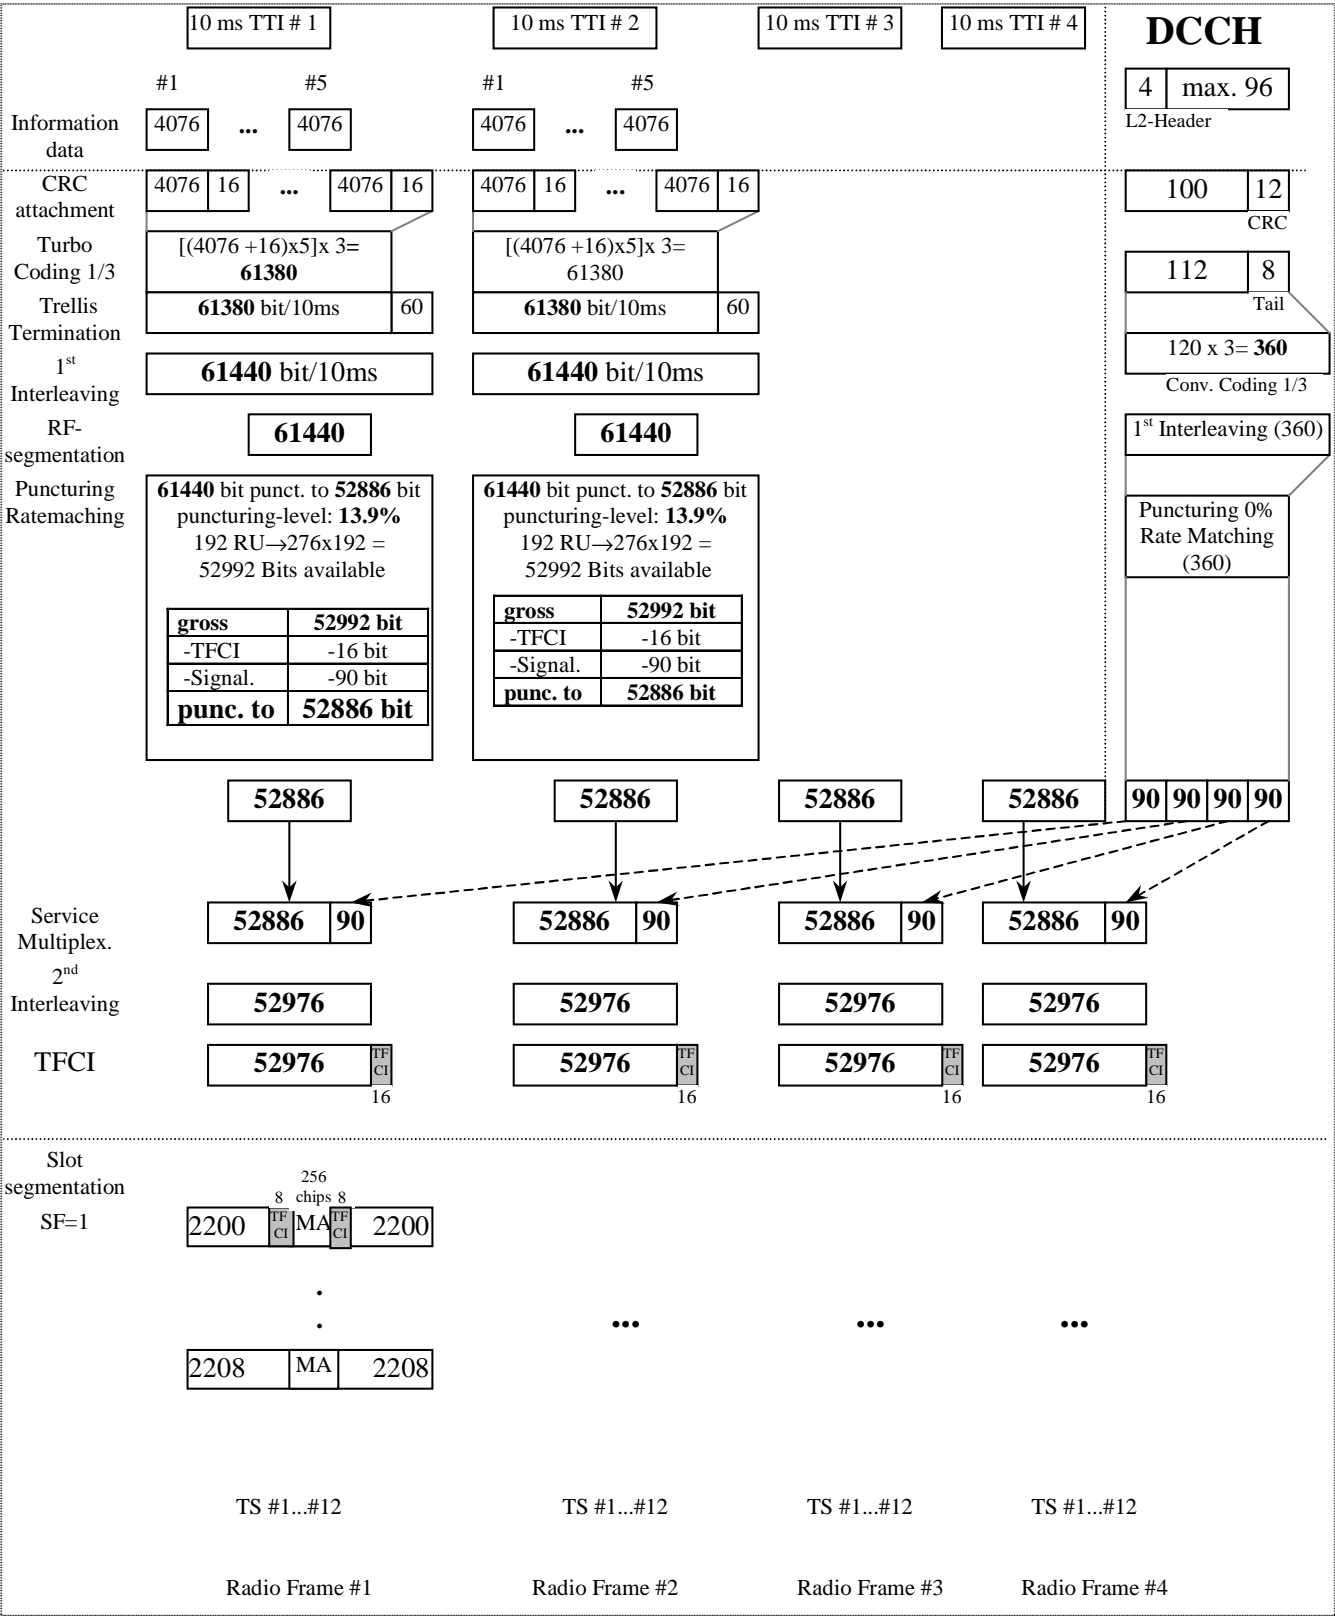 10 ms TTI # 1 10 ms TTI # 2 10 ms TTI # 3 10 ms TTI # 4 DCCH
#1 #5 #1 #5
4 max. 96
L2-Header
Information
data
4076 ... 4076 4076 ... 4076
CRC
attachment
4076 16 ... 4076 16 4076 16 ... 4076 16
100 12
CRC
Turbo
Coding 1/3
[(4076 +16)x5]x 3=
61380
[(4076 +16)x5]x 3=
61380
112 8
Tail
Trellis
Termination
61380 bit/10ms 60 61380 bit/10ms 60
120 x 3= 360
Conv. Coding 1/3
1st
Interleaving
61440 bit/10ms 61440 bit/10ms
RF-
segmentation
61440 61440
1st Interleaving (360)
Puncturing
Ratemaching
61440 bit punct. to 52886 bit
puncturing-level: 13.9%
192 RU→276x192 =
52992 Bits available
gross 52992 bit
-TFCI -16 bit
-Signal. -90 bit
punc. to 52886 bit
61440 bit punct. to 52886 bit
puncturing-level: 13.9%
192 RU→276x192 =
52992 Bits available
gross 52992 bit
-TFCI -16 bit
-Signal. -90 bit
punc. to 52886 bit
Puncturing 0%
Rate Matching
(360)
52886 52886 52886 52886 90 90 90 90
Service
Multiplex.
52886 90 52886 90 52886 90 52886 90
2nd
Interleaving
52976 52976 52976 52976
TFCI
52976 TF CI 52976 TF CI 52976 TF CI 52976 TF CI
16 16 16 16
Slot
segmentation
SF=1
256
8 chips 8
2200 TF CI MA TF CI 2200
.
. ... ... ...
2208 MA 2208
TS #1...#12 TS #1...#12 TS #1...#12 TS #1...#12
Radio Frame #1 Radio Frame #2 Radio Frame #3 Radio Frame #4